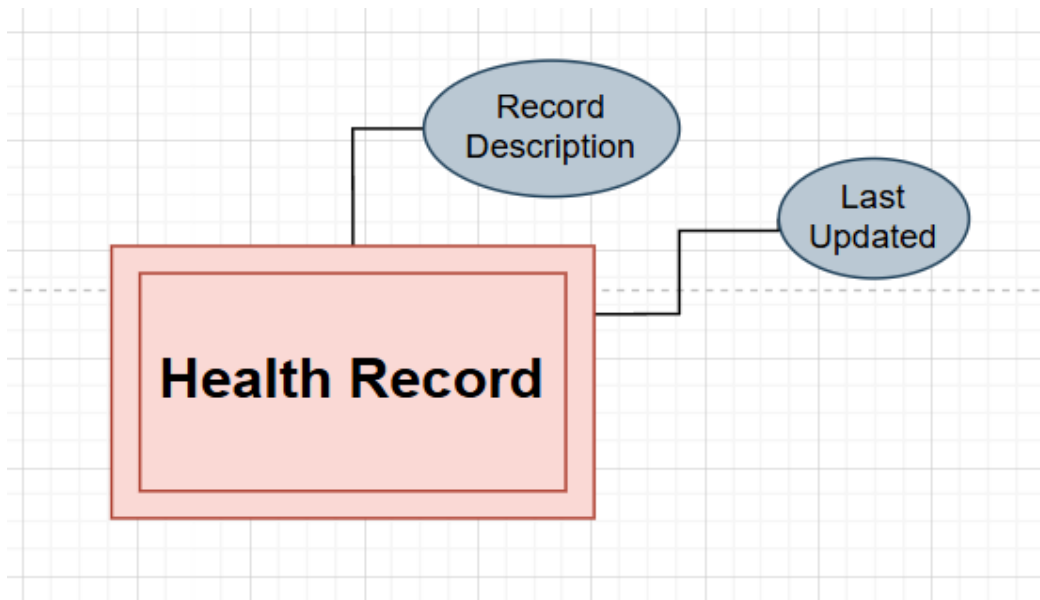 Record
Description
Last
Updated
Health Record